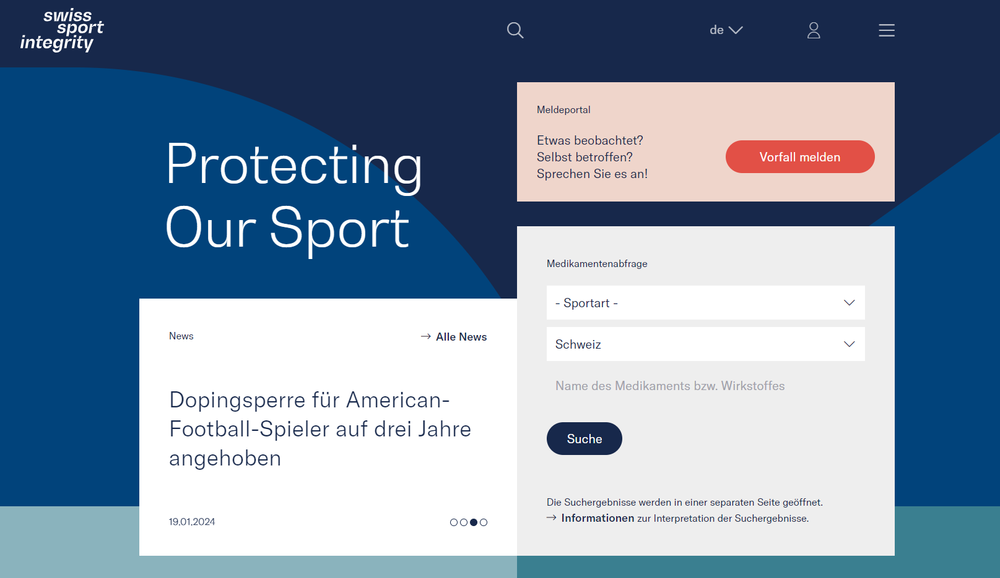 swiss
sport
integrity
de
Protecting
Our Sport
Meldeportal
Etwas beobachtet?
Selbst betroffen?
Sprechen Sie es an!
Vorfall melden
News
Alle News
Dopingsperre für American-
Football-Spieler auf drei Jahre
angehoben
19.01.2024
Medikamentenabfrage
- Sportart -
Schweiz
Name des Medikaments bzw. Wirkstoffes
Suche
Die Suchergebnisse werden in einer separaten Seite geöffnet.
→ Informationen zur Interpretation der Suchergebnisse.